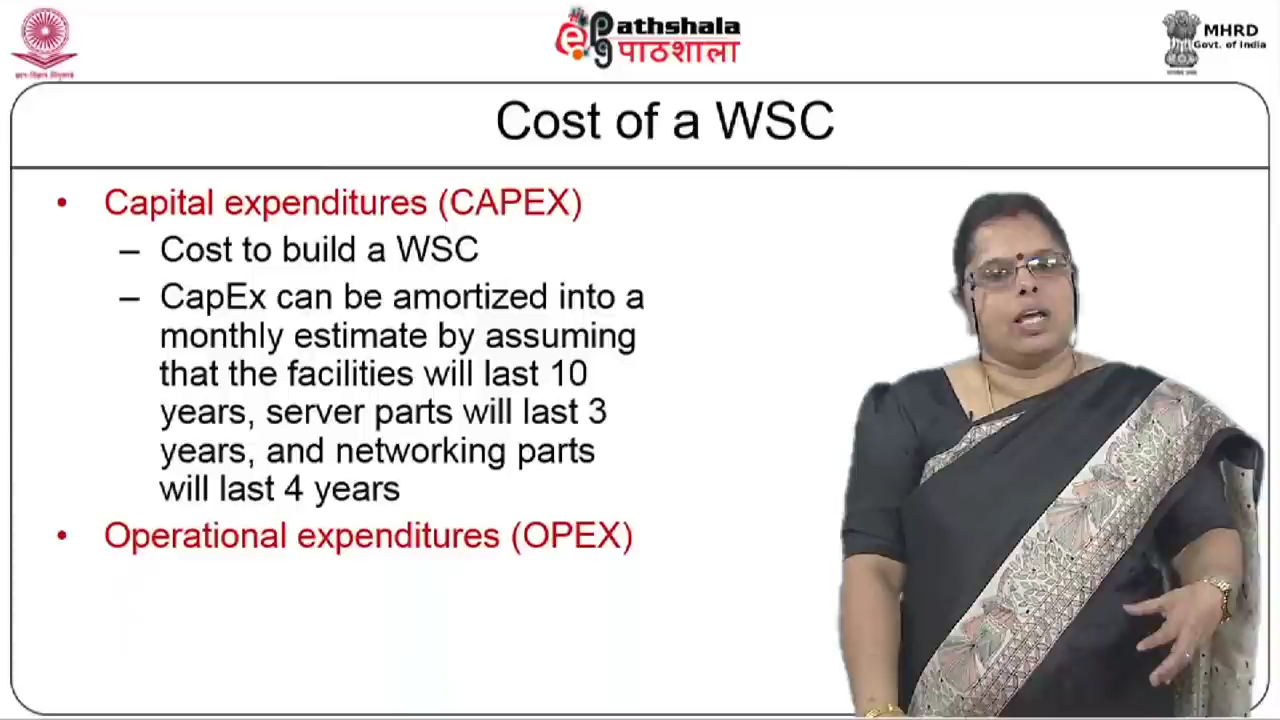 ePG Pathshala
पाठशाला
MHRD
Govt. of India
Cost of a WSC
• Capital expenditures (CAPEX)
– Cost to build a WSC
– CapEx can be amortized into a
monthly estimate by assuming
that the facilities will last 10
years, server parts will last 3
years, and networking parts
will last 4 years
• Operational expenditures (OPEX)